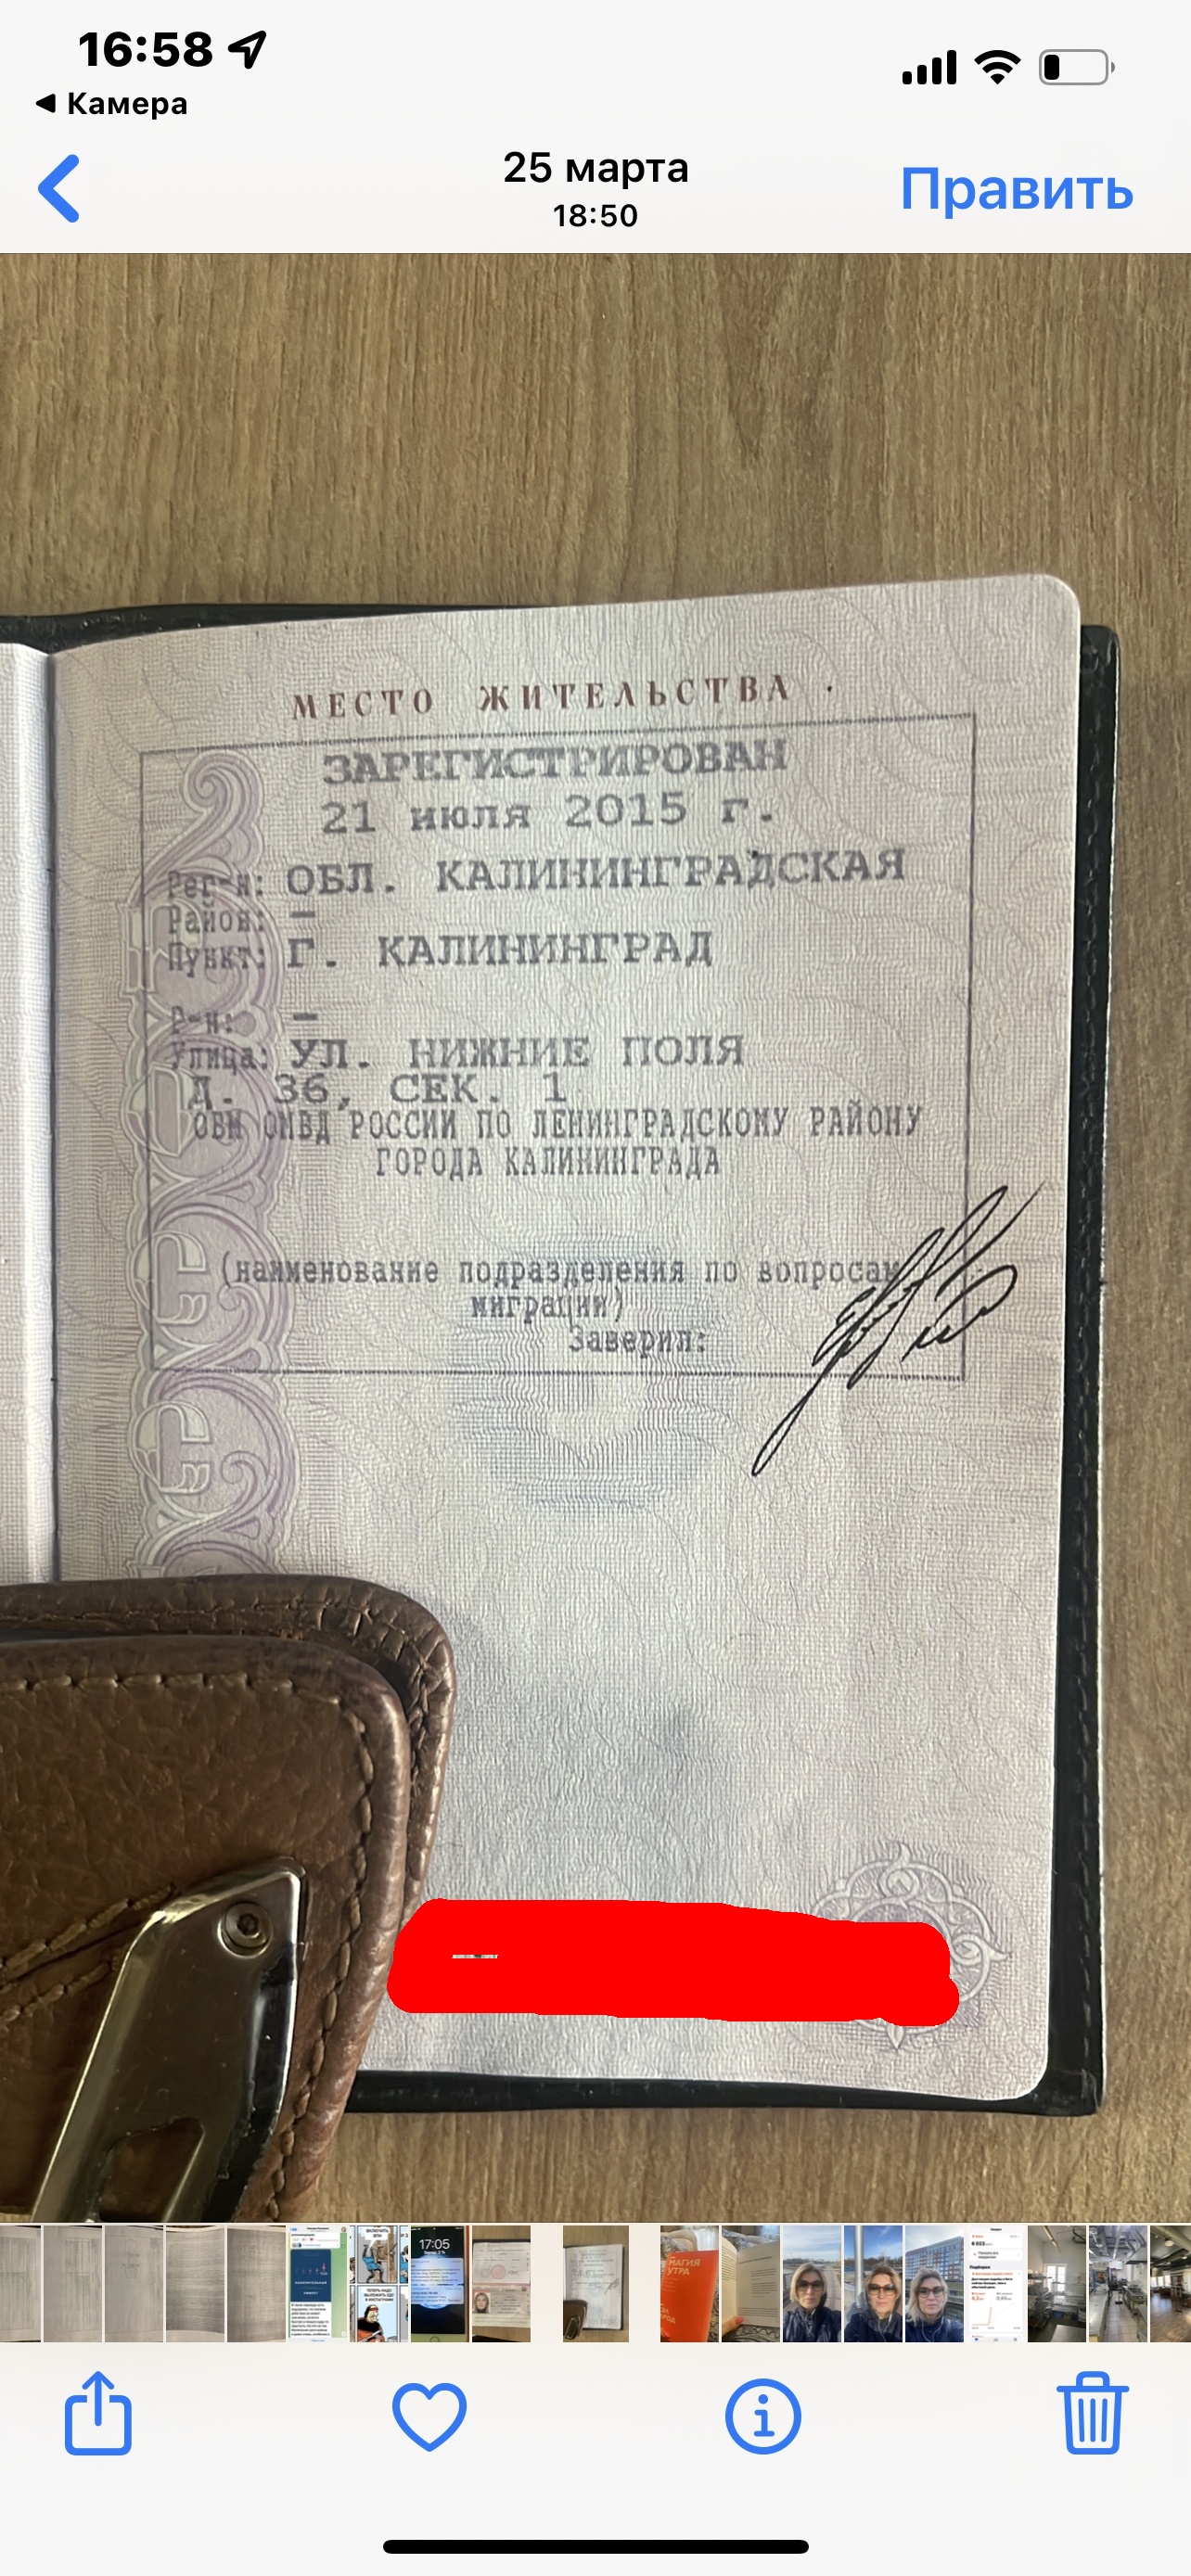 16:58
Камера
25 марта
18:50
Править
МЕСТО ЖИТЕЛЬСТВА
ЗАРЕГИСТРИРОВАН
21 июля 2015 г.
Рег-н: ОБЛ. КАЛИНИНГРАДСКАЯ
Район: –
Пункт: Г. КАЛИНИНГРАД
Р-н: –
Улица: УЛ. НИЖНИЕ ПОЛЯ
Д. 36, СЕК. 1
ОВМ ОМВД РОССИИ ПО ЛЕНИНГРАДСКОМУ РАЙОНУ
ГОРОДА КАЛИНИНГРАДА
(наименование подразделения по вопросам
миграции)
Заверил:
17:05
МАГИЯ
УТРА